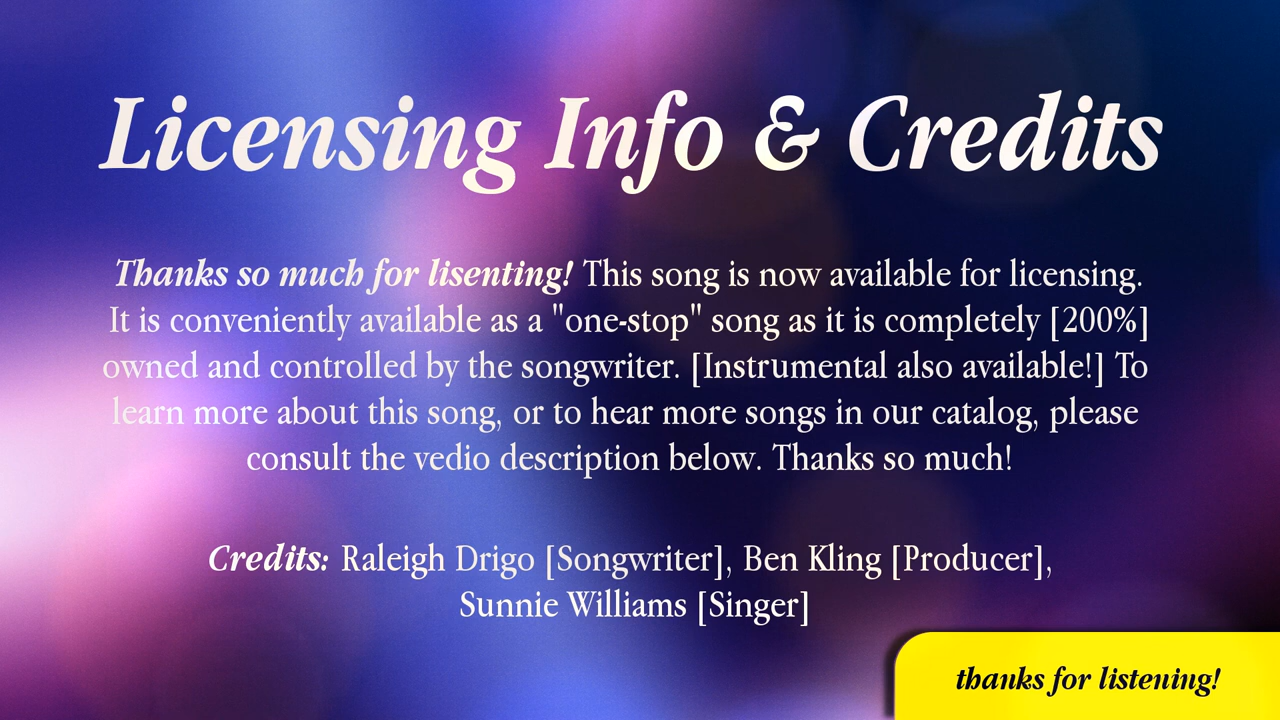 Licensing Info & Credits
Thanks so much for lisenting! This song is now available for licensing.
It is conveniently available as a "one-stop" song as it is completely [200%]
owned and controlled by the songwriter. [Instrumental also available!] To
learn more about this song, or to hear more songs in our catalog, please
consult the vedio description below. Thanks so much!
Credits: Raleigh Drigo [Songwriter], Ben Kling [Producer],
Sunnie Williams [Singer]
thanks for listening!